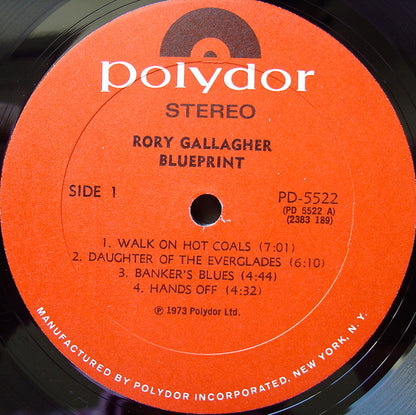 polydor
STEREO
RORY GALLAGHER
BLUEPRINT
SIDE 1
PD-5522
(PD 5522 A)
(2383 189)
1. WALK ON HOT COALS (7:01)
2. DAUGHTER OF THE EVERGLADES (6:10)
3. BANKER'S BLUES (4:44)
4. HANDS OFF (4:32)
℗ 1973 Polydor Ltd.
MANUFACTURED BY POLYDOR INCORPORATED, NEW YORK, N. Y.